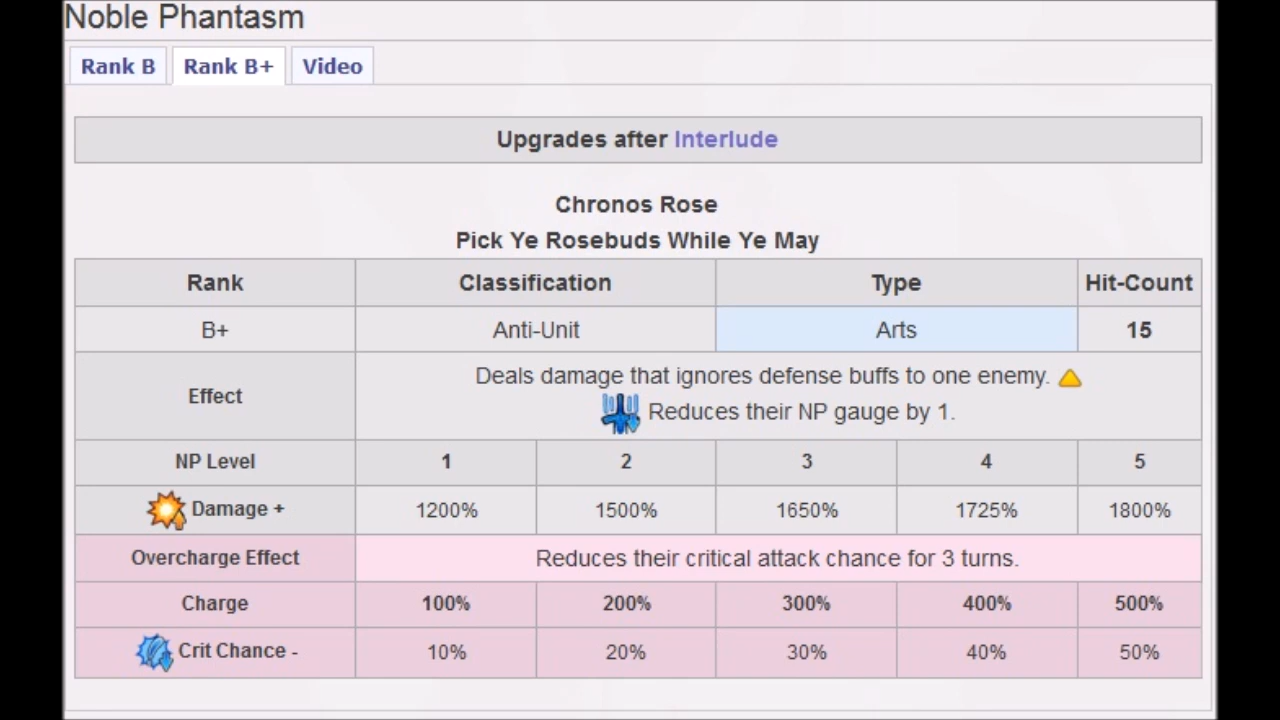 Noble Phantasm
Rank B Rank B+ Video
Upgrades after Interlude
Chronos Rose
Pick Ye Rosebuds While Ye May
Rank Classification Type Hit-Count
B+ Anti-Unit Arts 15
Effect
Deals damage that ignores defense buffs to one enemy.
Reduces their NP gauge by 1.
NP Level 1 2 3 4 5
Damage + 1200% 1500% 1650% 1725% 1800%
Overcharge Effect Reduces their critical attack chance for 3 turns.
Charge 100% 200% 300% 400% 500%
Crit Chance - 10% 20% 30% 40% 50%